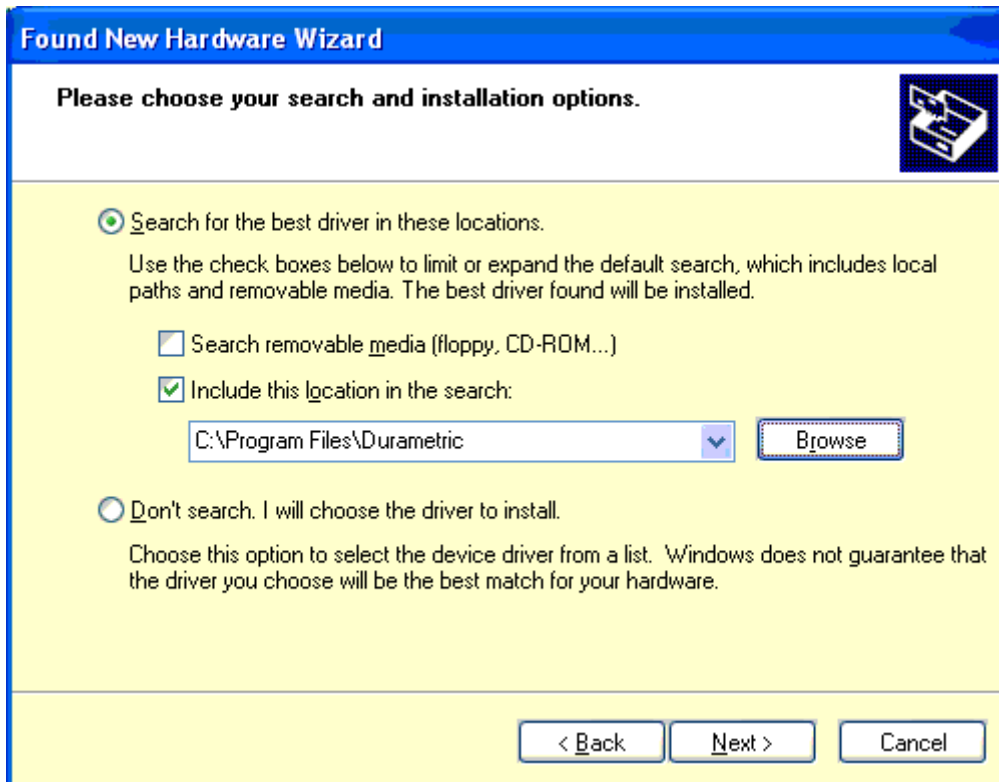 Found New Hardware Wizard
Please choose your search and installation options.
Search for the best driver in these locations.
Use the check boxes below to limit or expand the default search, which includes local
paths and removable media. The best driver found will be installed.
Search removable media (floppy, CD-ROM...)
Include this location in the search:
C:\Program Files\Durametric
Browse
Don't search. I will choose the driver to install.
Choose this option to select the device driver from a list.  Windows does not guarantee that
the driver you choose will be the best match for your hardware.
< Back
Next >
Cancel